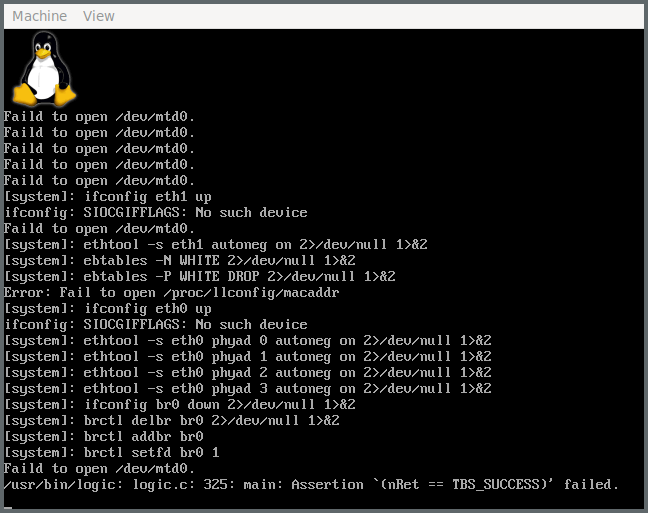 Machine View
Faild to open /dev/mtd0.
Faild to open /dev/mtd0.
Faild to open /dev/mtd0.
Faild to open /dev/mtd0.
Faild to open /dev/mtd0.
[system]: ifconfig eth1 up
ifconfig: SIOCGIFFLAGS: No such device
Faild to open /dev/mtd0.
[system]: ethtool -s eth1 autoneg on 2>/dev/null 1>&2
[system]: ebtables -N WHITE 2>/dev/null 1>&2
[system]: ebtables -P WHITE DROP 2>/dev/null 1>&2
Error: Fail to open /proc/llconfig/macaddr
[system]: ifconfig eth0 up
ifconfig: SIOCGIFFLAGS: No such device
[system]: ethtool -s eth0 phyad 0 autoneg on 2>/dev/null 1>&2
[system]: ethtool -s eth0 phyad 1 autoneg on 2>/dev/null 1>&2
[system]: ethtool -s eth0 phyad 2 autoneg on 2>/dev/null 1>&2
[system]: ethtool -s eth0 phyad 3 autoneg on 2>/dev/null 1>&2
[system]: ifconfig br0 down 2>/dev/null 1>&2
[system]: brctl delbr br0 2>/dev/null 1>&2
[system]: brctl addbr br0
[system]: brctl setfd br0 1
Faild to open /dev/mtd0.
/usr/bin/logic: logic.c: 325: main: Assertion `(nRet == TBS_SUCCESS)' failed.